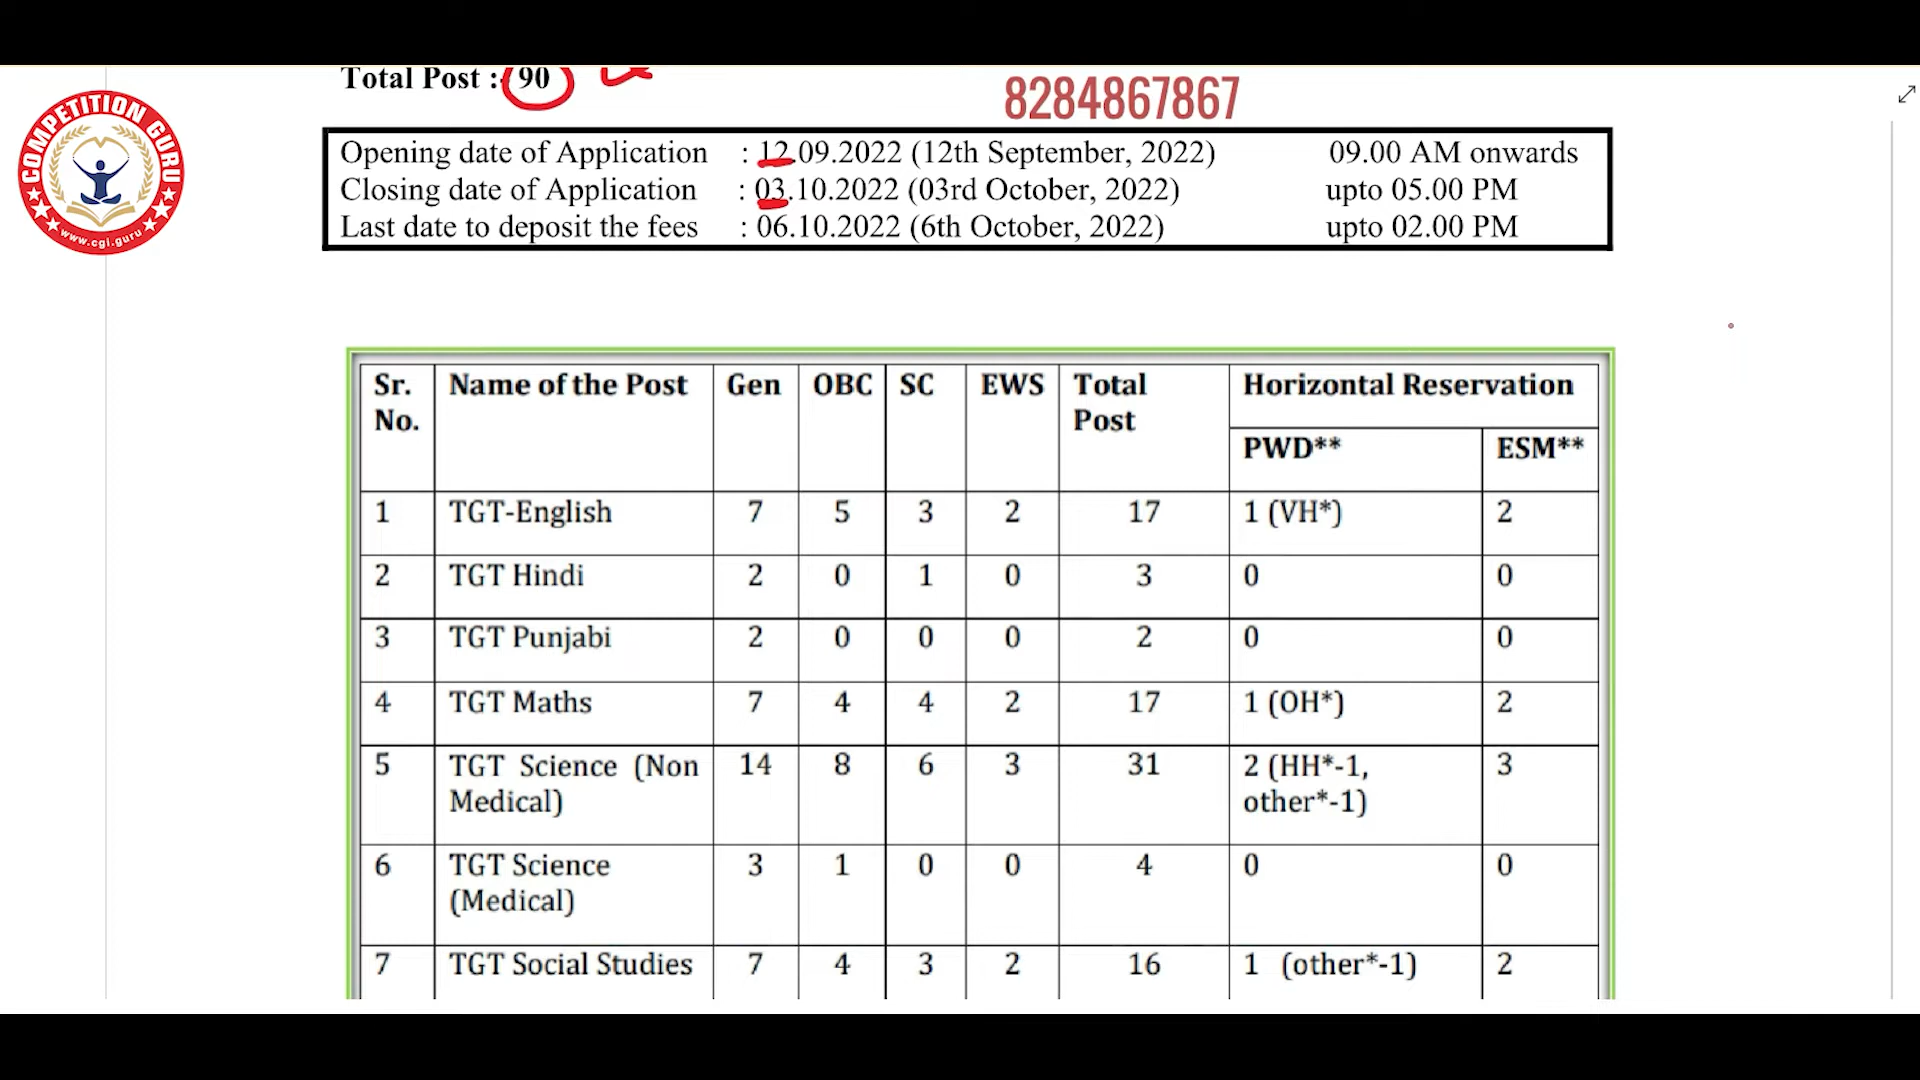 Total Post :- 90
8284867867
COMPETITION GURU
www.cgi.guru
Opening date of Application : 12.09.2022 (12th September, 2022) 09.00 AM onwards
Closing date of Application : 03.10.2022 (03rd October, 2022) upto 05.00 PM
Last date to deposit the fees : 06.10.2022 (6th October, 2022) upto 02.00 PM
Sr. No. Name of the Post Gen OBC SC EWS Total Post Horizontal Reservation
PWD** ESM**
1 TGT-English 7 5 3 2 17 1 (VH*) 2
2 TGT Hindi 2 0 1 0 3 0 0
3 TGT Punjabi 2 0 0 0 2 0 0
4 TGT Maths 7 4 4 2 17 1 (OH*) 2
5 TGT Science (Non Medical) 14 8 6 3 31 2 (HH*-1, other*-1) 3
6 TGT Science (Medical) 3 1 0 0 4 0 0
7 TGT Social Studies 7 4 3 2 16 1 (other*-1) 2